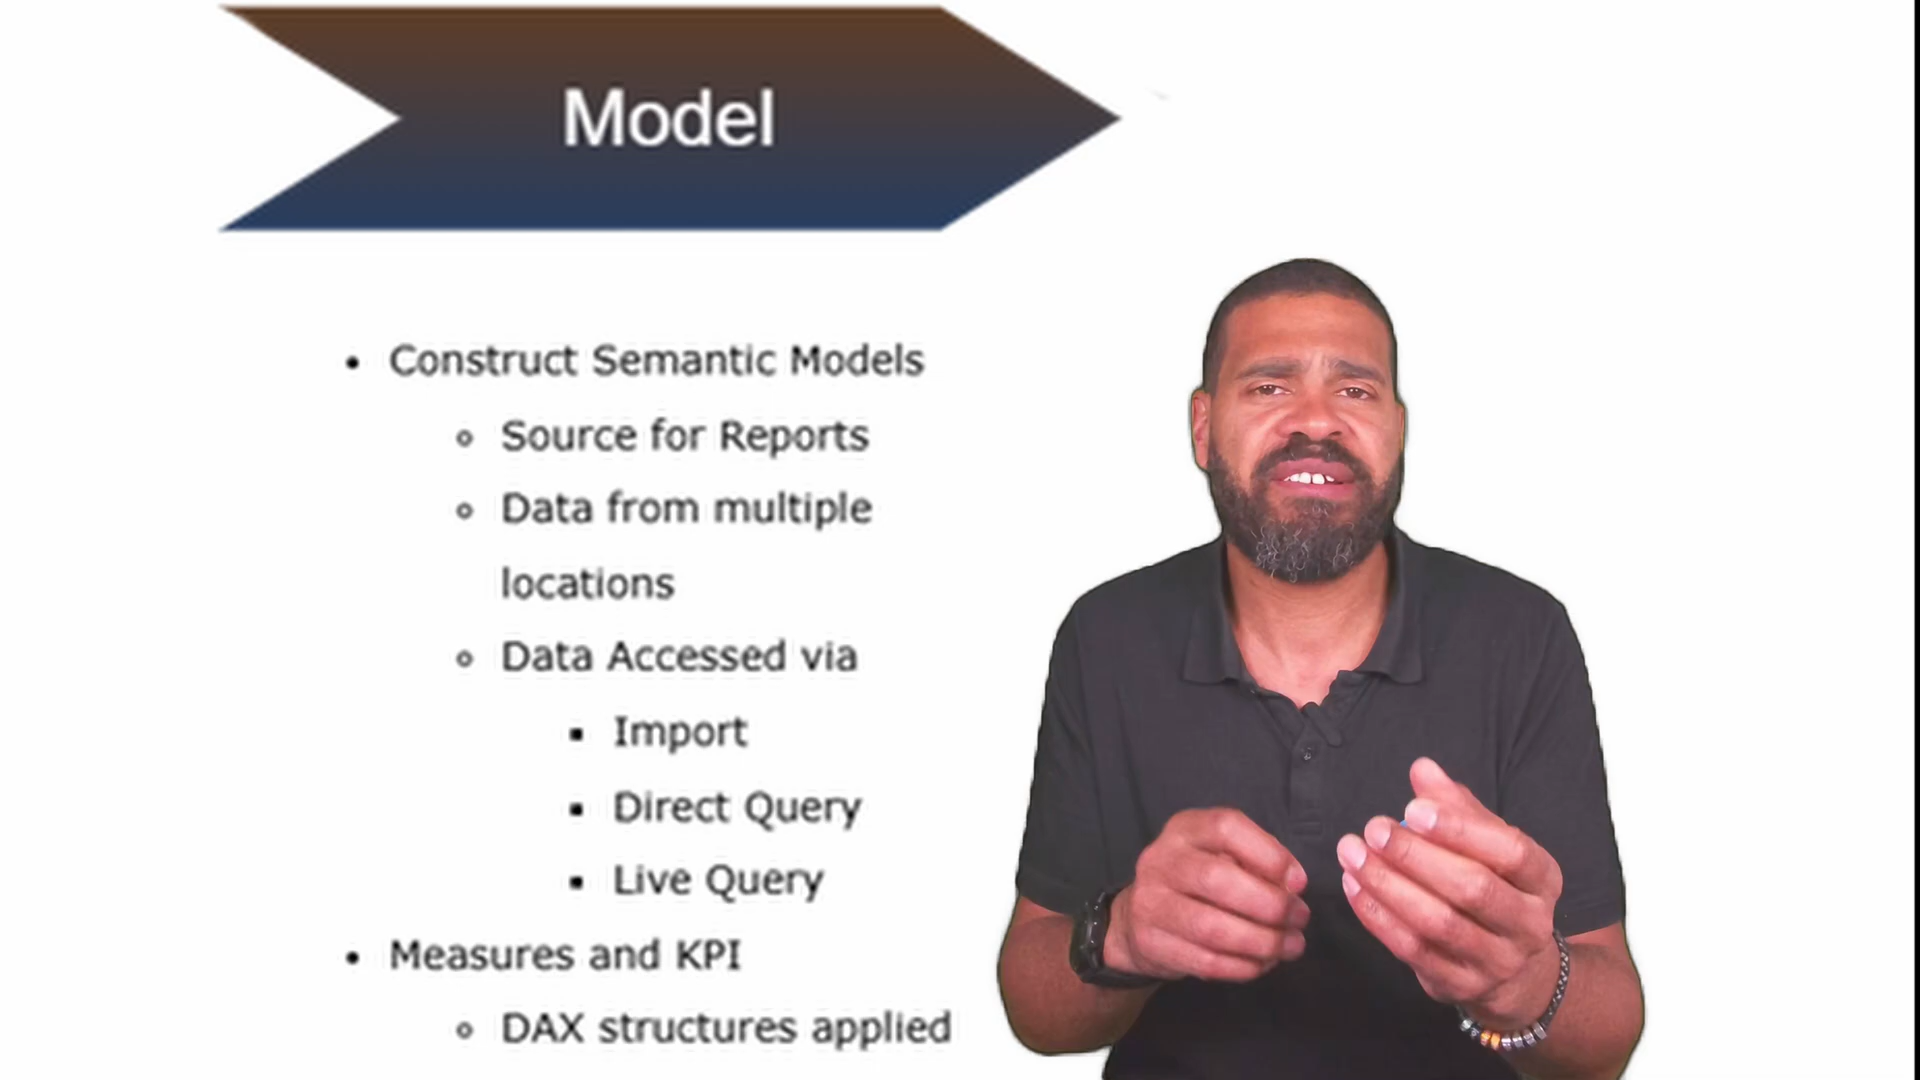 Model
• Construct Semantic Models
o Source for Reports
o Data from multiple
locations
o Data Accessed via
▪ Import
▪ Direct Query
▪ Live Query
• Measures and KPI
o DAX structures applied